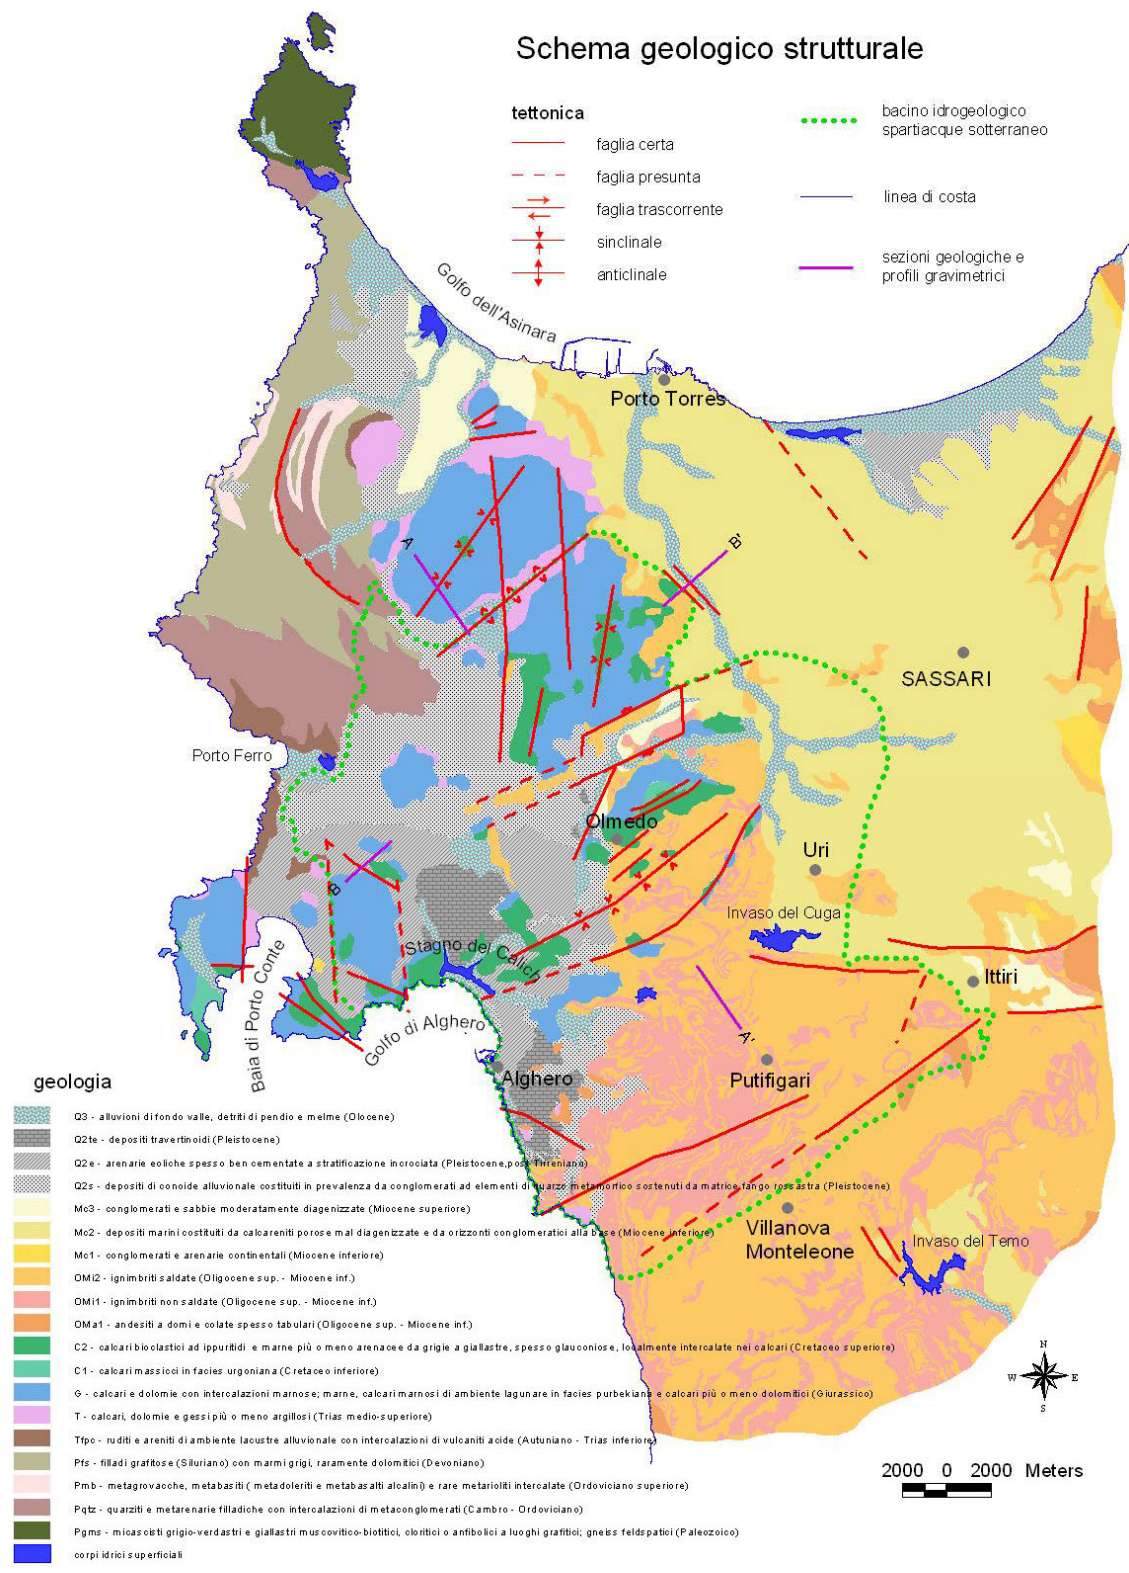 Schema geologico strutturale
tettonica
faglia certa
faglia presunta
faglia trascorrente
sinclinale
anticlinale
bacino idrogeologico
spartiacque sotterraneo
linea di costa
sezioni geologiche e
profili gravimetrici
Golfo dell'Asinara
Porto Torres
A
B'
SASSARI
Porto Ferro
Olmedo
Uri
B
Invaso del Cuga
Stagno del Calich
Ittiri
Baia di Porto Conte
Golfo di Alghero
A'
Alghero
Putifigari
Villanova
Monteleone
Invaso del Temo
geologia
Q3 - alluvioni di fondo valle, detriti di pendio e melme (Olocene)
Q2te - depositi travertinoidi (Pleistocene)
Q2e - arenarie eoliche spesso ben cementate a stratificazione incrociata (Pleistocene, post Tirreniano)
Q2s - depositi di conoide alluvionale costituiti in prevalenza da conglomerati ad elementi di quarzo metamorfico sostenuti da matrice fango rossastra (Pleistocene)
Mc3 - conglomerati e sabbie moderatamente diagenizzate (Miocene superiore)
Mc2 - depositi marini costituiti da calcareniti porose mal diagenizzate e da orizzonti conglomeratici alla base (Miocene inferiore)
Mc1 - conglomerati e arenarie continentali (Miocene inferiore)
OMi2 - ignimbriti saldate (Oligocene sup. - Miocene inf.)
OMi1 - ignimbriti non saldate (Oligocene sup. - Miocene inf.)
OMa1 - andesiti a domi e colate spesso tabulari (Oligocene sup. - Miocene inf.)
C2 - calcari bioclastici ad ippuritidi e marne più o meno arenacee da grigie a giallastre, spesso glauconiose, localmente intercalate nei calcari (Cretaceo superiore)
C1 - calcari massicci in facies urgoniana (Cretaceo inferiore)
G - calcari e dolomie con intercalazioni marnose; marne, calcari marnosi di ambiente lagunare in facies purbekiana e calcari più o meno dolomitici (Giurassico)
T - calcari, dolomie e gessi più o meno argillosi (Trias medio-superiore)
Tfpc - ruditi e areniti di ambiente lacustre alluvionale con intercalazioni di vulcaniti acide (Autuniano - Trias inferiore)
Pfs - filladi grafitose (Siluriano) con marmi grigi, raramente dolomitici (Devoniano)
Pmb - metagrovacche, metabasiti ( metadoleriti e metabasalti alcalini) e rare metarioliti intercalate (Ordoviciano superiore)
Pqtz - quarziti e metarenarie filladiche con intercalazioni di metaconglomerati (Cambro - Ordoviciano)
Pgms - micascisti grigio-verdastri e giallastri muscovitico-biotitici, cloritici o anfibolici a luoghi grafitici; gneiss feldspatici (Paleozoico)
corpi idrici superficiali
N
W E
S
2000 0 2000 Meters